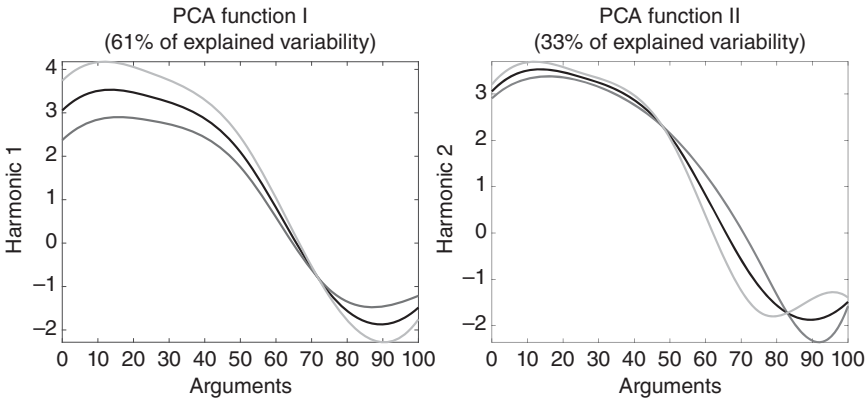 PCA function I
(61% of explained variability)
4
3
2
1
0
−1
−2
Harmonic 1
0 10 20 30 40 50 60 70 80 90 100
Arguments
PCA function II
(33% of explained variability)
3
2
1
0
−1
−2
Harmonic 2
0 10 20 30 40 50 60 70 80 90 100
Arguments